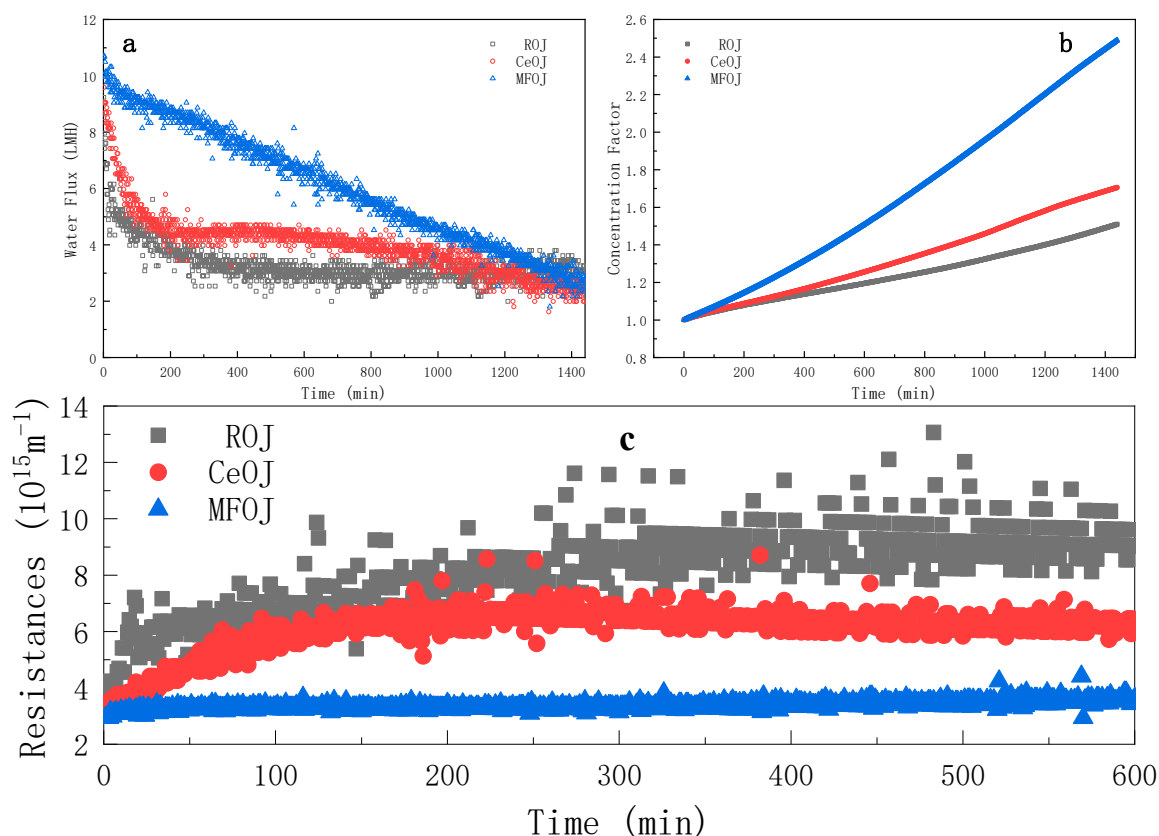 a
ROJ
CeOJ
MFOJ
12
10
8
6
4
2
0
Water Flux (LMH)
0 200 400 600 800 1000 1200 1400
Time (min)
b
ROJ
CeOJ
MFOJ
2.6
2.4
2.2
2.0
1.8
1.6
1.4
1.2
1.0
0.8
Concentration Factor
0 200 400 600 800 1000 1200 1400
Time (min)
c
ROJ
CeOJ
MFOJ
14
12
10
8
6
4
2
Resistances (10¹⁵m⁻¹)
0 100 200 300 400 500 600
Time (min)